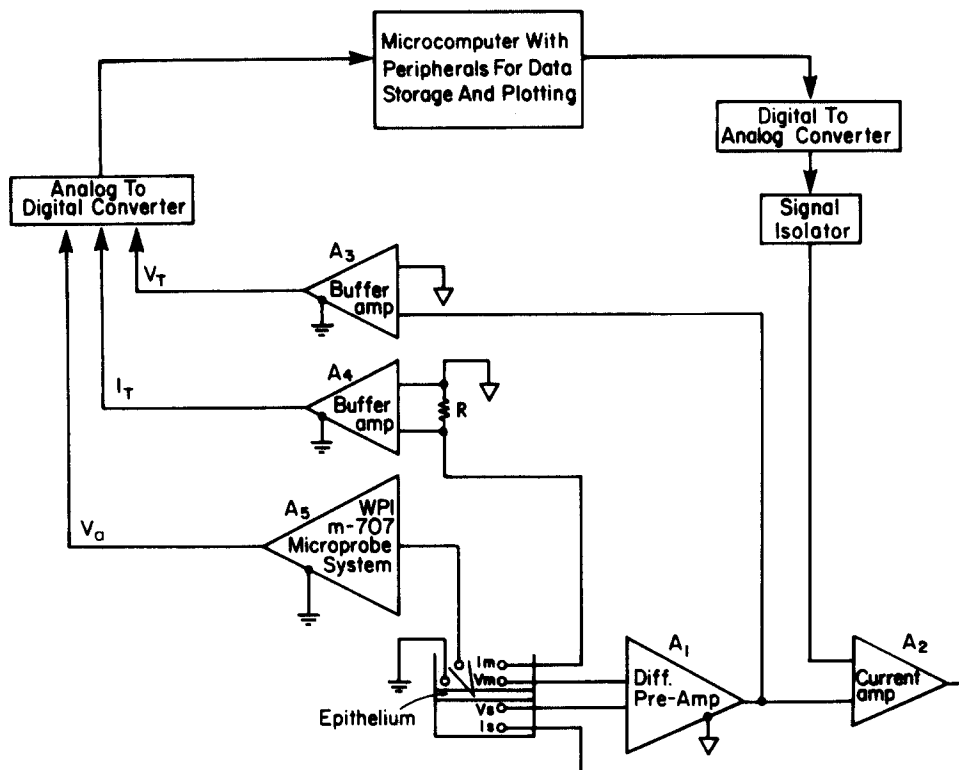 Microcomputer With
Peripherals For Data
Storage And Plotting
Digital To
Analog Converter
Analog To
Digital Converter
Signal
Isolator
A3
VT
Buffer
amp
A4
IT
Buffer
amp
R
A5
WPI
m-707
Microprobe
System
Va
Im
Vm
Vs
Is
Epithelium
A1
Diff.
Pre-Amp
A2
Current
amp